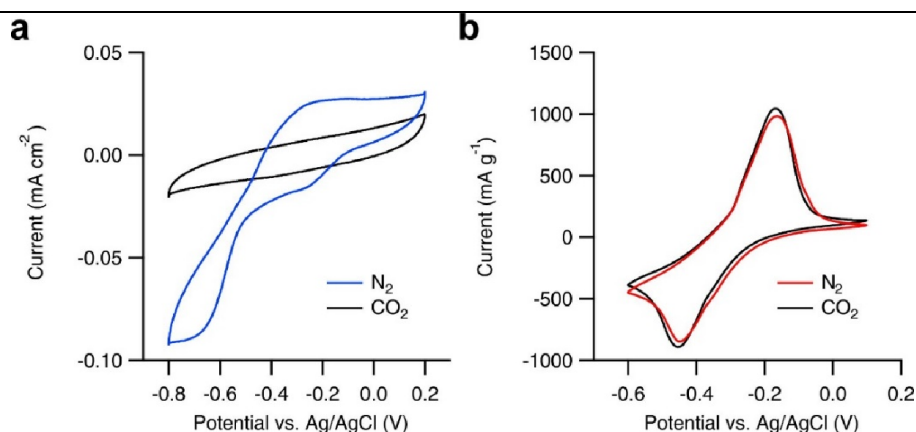 a
0.05
0.00
-0.05
-0.10
Current (mA cm-2)
N2
CO2
-0.8 -0.6 -0.4 -0.2 0.0 0.2
Potential vs. Ag/AgCl (V)
b
1500
1000
500
0
-500
-1000
Current (mA g-1)
N2
CO2
-0.6 -0.4 -0.2 0.0 0.2
Potential vs. Ag/AgCl (V)